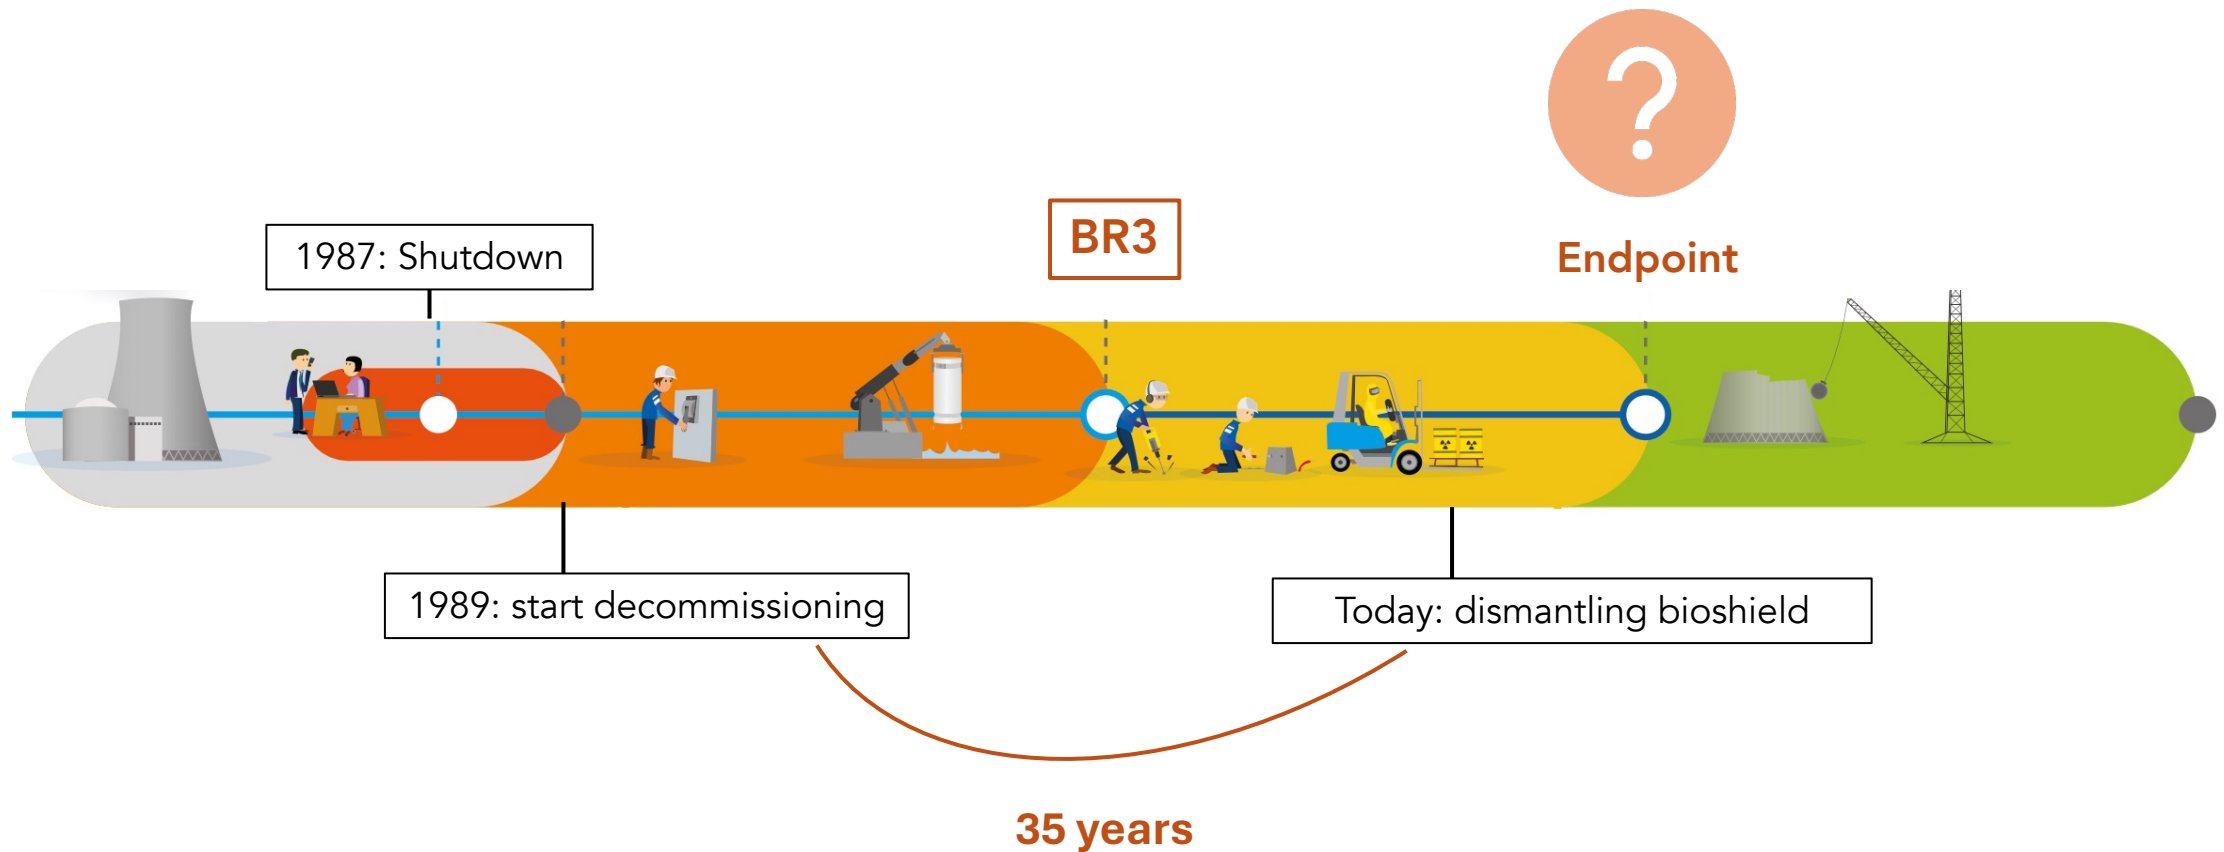 ?
1987: Shutdown
BR3
Endpoint
1989: start decommissioning
Today: dismantling bioshield
35 years